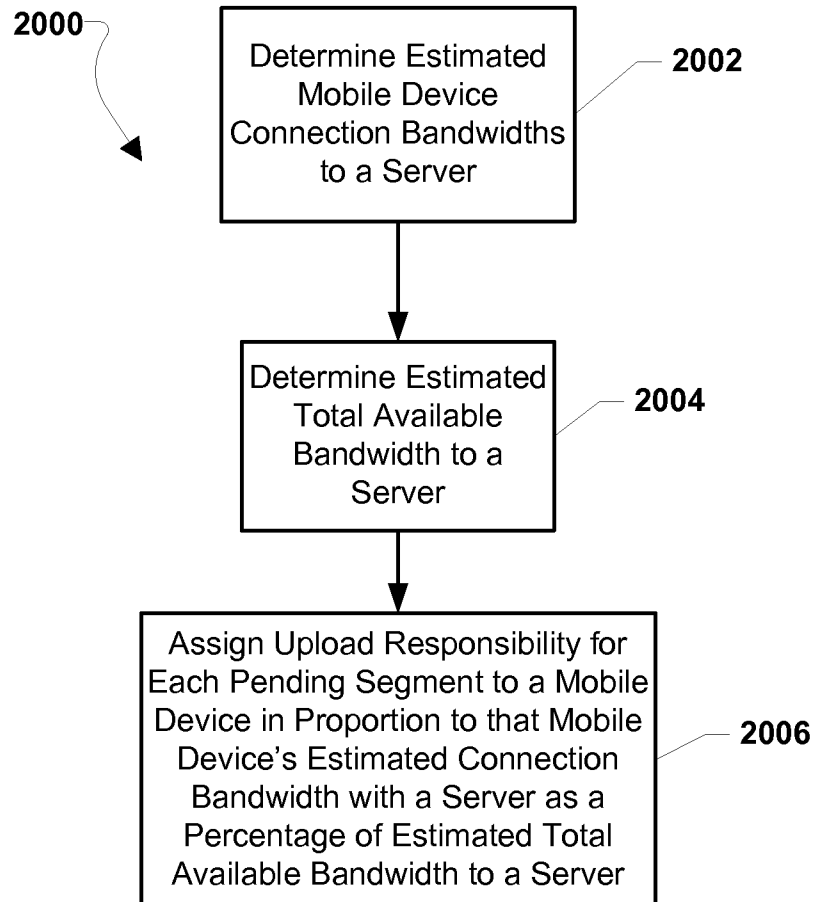 2000
Determine Estimated
Mobile Device
Connection Bandwidths
to a Server
2002
Determine Estimated
Total Available
Bandwidth to a
Server
2004
Assign Upload Responsibility for
Each Pending Segment to a Mobile
Device in Proportion to that Mobile
Device’s Estimated Connection
Bandwidth with a Server as a
Percentage of Estimated Total
Available Bandwidth to a Server
2006